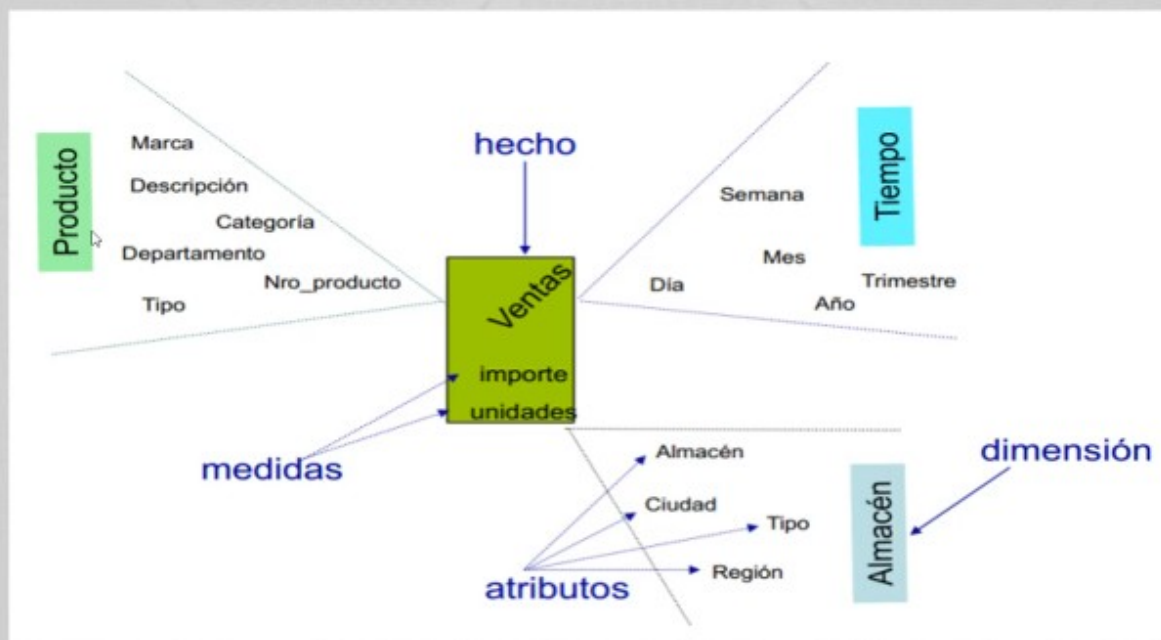 Producto
Marca
Descripción
Categoría
Departamento
Nro_producto
Tipo
hecho
Ventas
importe
unidades
medidas
Tiempo
Semana
Mes
Día
Trimestre
Año
Almacén
Ciudad
Tipo
Región
atributos
Almacén
dimensión